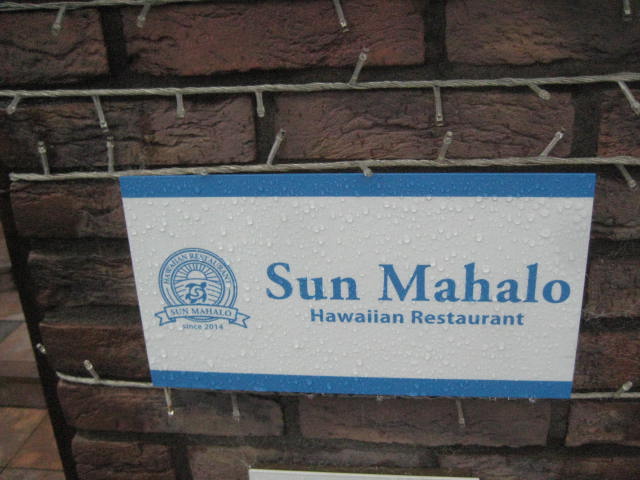 HAWAIIAN RESTAURANT
SUN MAHALO
since 2014
Sun Mahalo
Hawaiian Restaurant